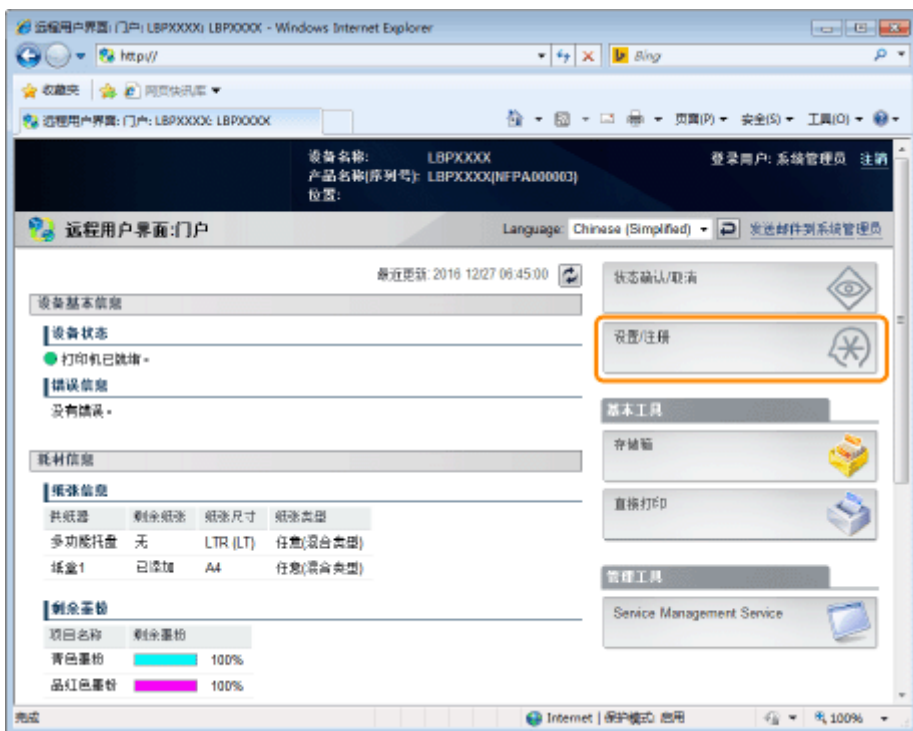 远程用户界面: 门户: LBPXXXX: LBPXXXX - Windows Internet Explorer
http://
Bing
收藏夹
网页快讯库
远程用户界面: 门户: LBPXXXX: LBPXXXX
页面(P)
安全(S)
工具(O)
设备名称: LBPXXXX
登录用户: 系统管理员 注销
产品名称(序列号): LBPXXXX(NFPA000003)
位置:
远程用户界面:门户
Language: Chinese (Simplified)
发送邮件到系统管理员
最近更新: 2016 12/27 06:45:00
状态确认/取消
设备基本信息
设备状态
设置/注册
打印机已就绪。
错误信息
没有错误。
基本工具
存储箱
耗材信息
纸张信息
直接打印
供纸器 剩余纸张 纸张尺寸 纸张类型
多功能托盘 无 LTR (LT) 任意(混合类型)
纸盒1 已添加 A4 任意(混合类型)
管理工具
剩余墨粉
Service Management Service
项目名称 剩余墨粉
青色墨粉 100%
品红色墨粉 100%
完成
Internet | 保护模式: 启用
100%